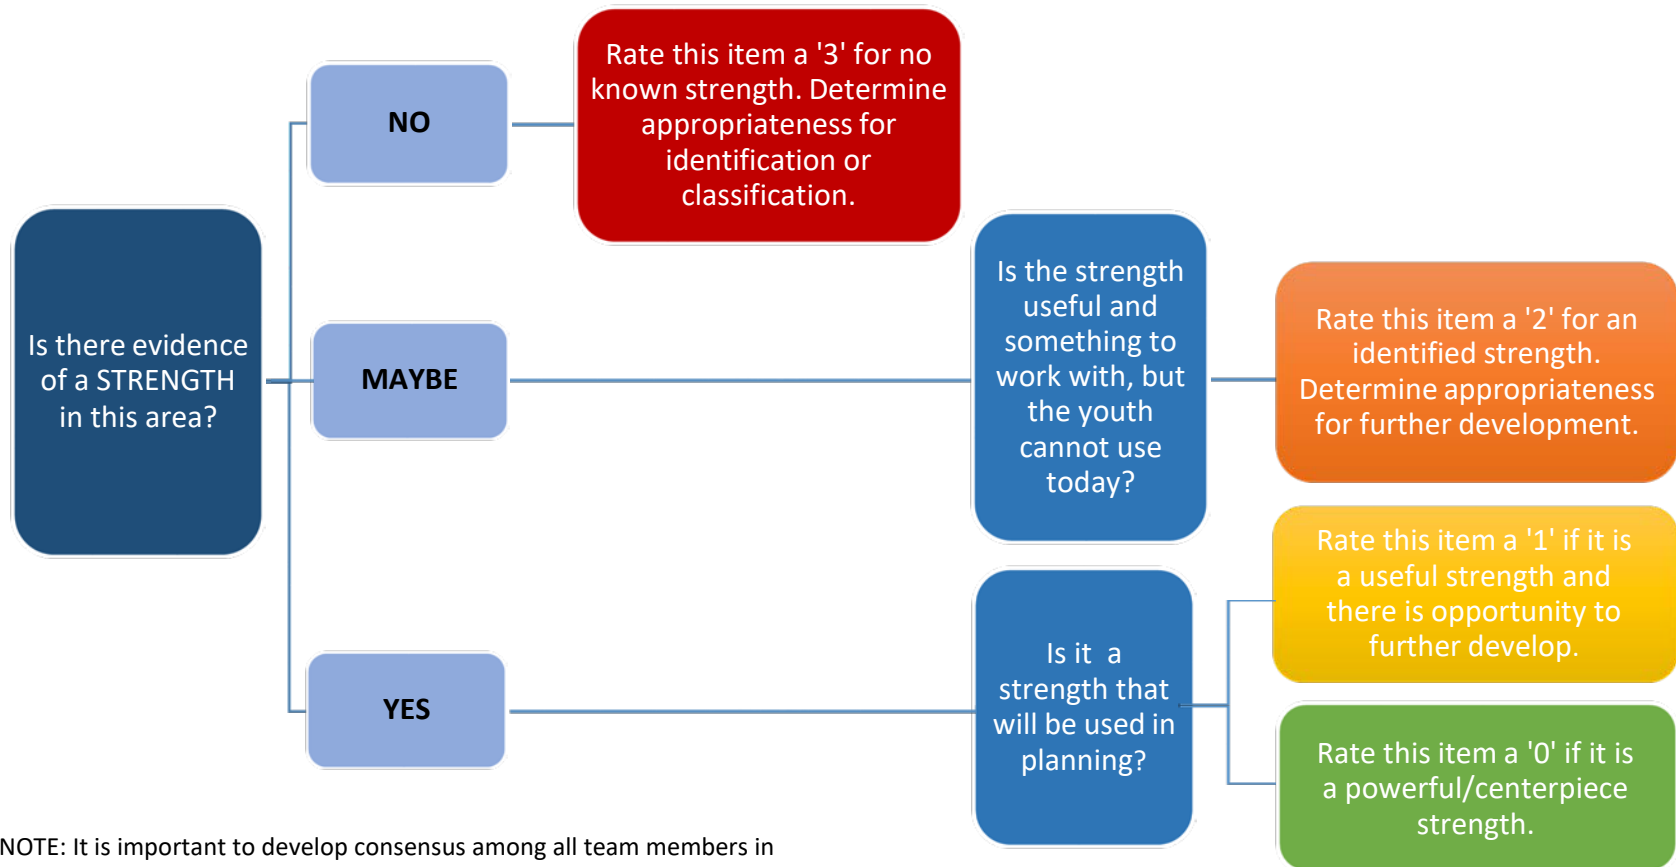 Is there evidence
of a STRENGTH
in this area?
NO
Rate this item a '3' for no
known strength. Determine
appropriateness for
identification or
classification.
MAYBE
Is the strength
useful and
something to
work with, but
the youth
cannot use
today?
Rate this item a '2' for an
identified strength.
Determine appropriateness
for further development.
YES
Is it a
strength that
will be used in
planning?
Rate this item a '1' if it is
a useful strength and
there is opportunity to
further develop.
Rate this item a '0' if it is
a powerful/centerpiece
strength.
NOTE: It is important to develop consensus among all team members in